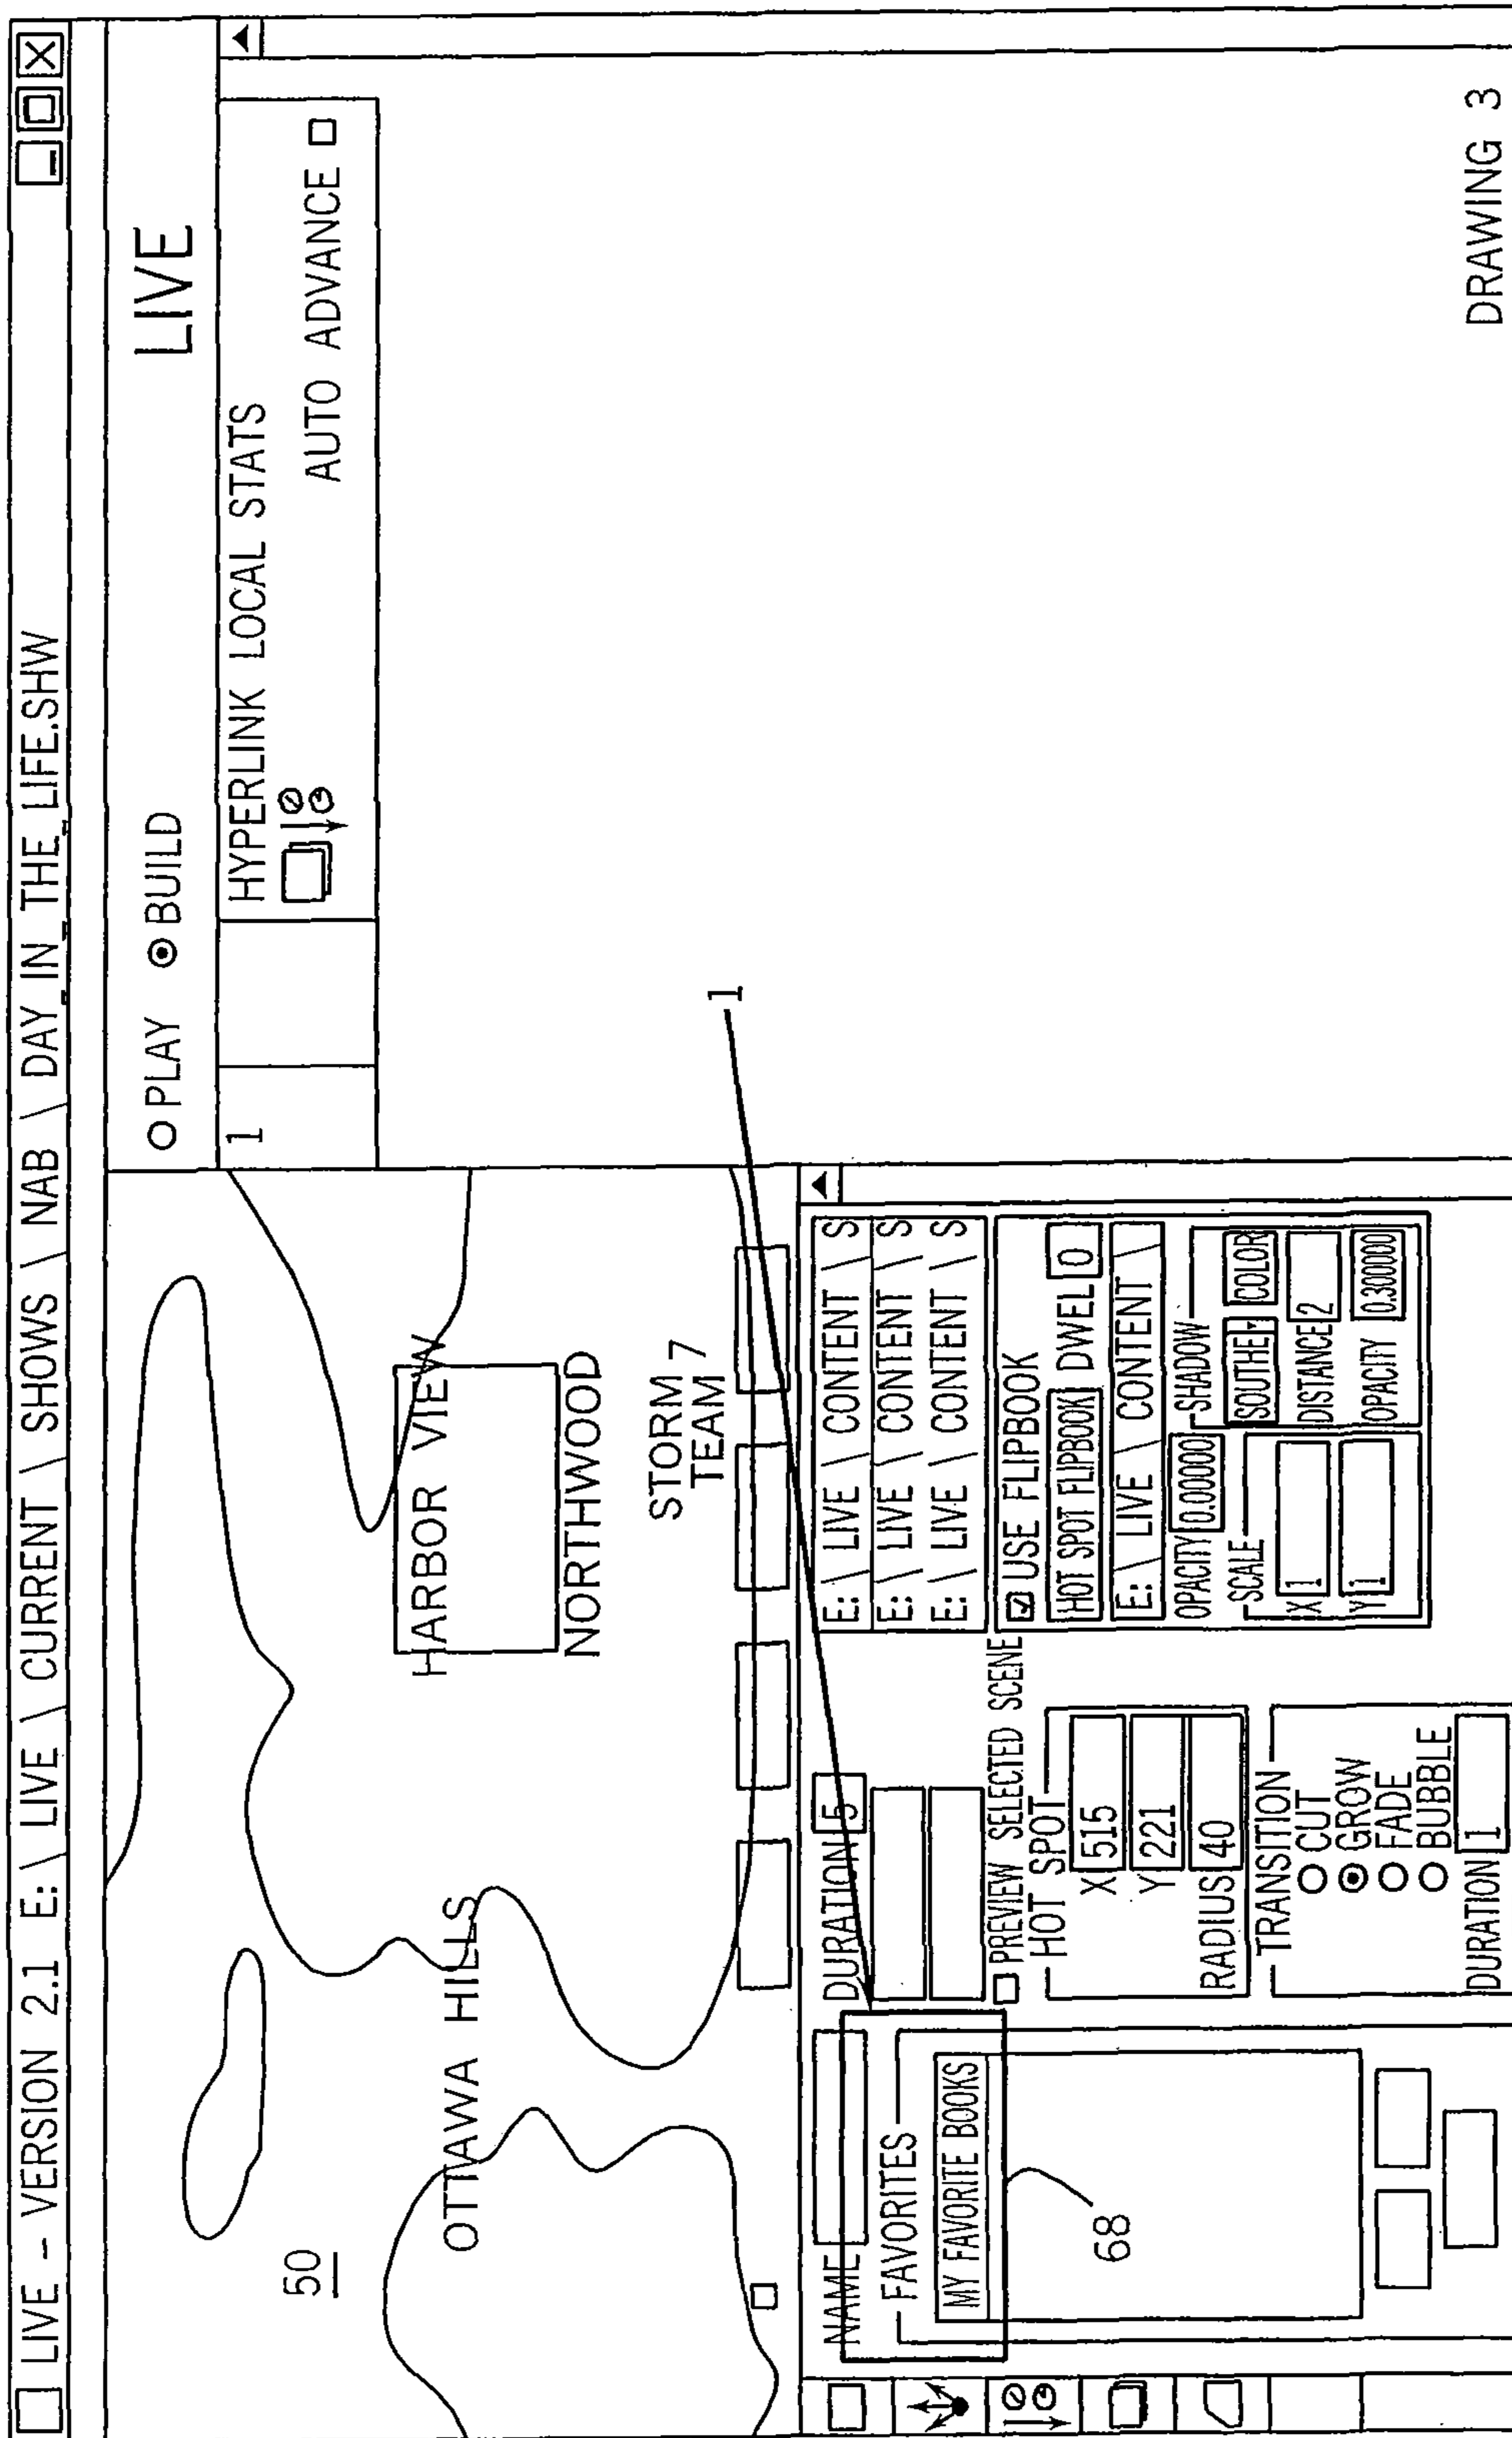 LIVE - VERSION 2.1 E: \ LIVE \ CURRENT \ SHOWS \ NAB \ DAY_IN_THE_LIFE.SHW
O PLAY
BUILD
LIVE
1
HYPERLINK LOCAL STATS
AUTO ADVANCE
50
OTTAWA HILLS
HARBOR VIEW
NORTHWOOD
STORM 7
TEAM
1
NAME
FAVORITES
MY FAVORITE BOOKS
68
DURATION 5
PREVIEW SELECTED SCENE
HOT SPOT
X 515
Y 221
RADIUS 40
TRANSITION
CUT
GROW
FADE
BUBBLE
DURATION 1
E: / LIVE / CONTENT / S
E: / LIVE / CONTENT / S
E: / LIVE / CONTENT / S
USE FLIPBOOK
HOT SPOT FLIPBOOK DWEL 0
E: / LIVE / CONTENT /
OPACITY 0.00000
SCALE
X 1
Y 1
SHADOW
SOUTHE COLOR
DISTANCE 2
OPACITY 0.300000
DRAWING 3